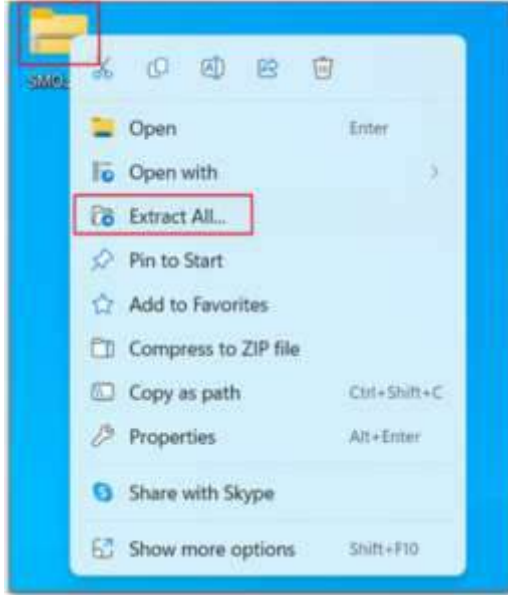 Open Enter
Open with
Extract All...
Pin to Start
Add to Favorites
Compress to ZIP file
Copy as path Ctrl+Shift+C
Properties Alt+Enter
Share with Skype
Show more options Shift+F10